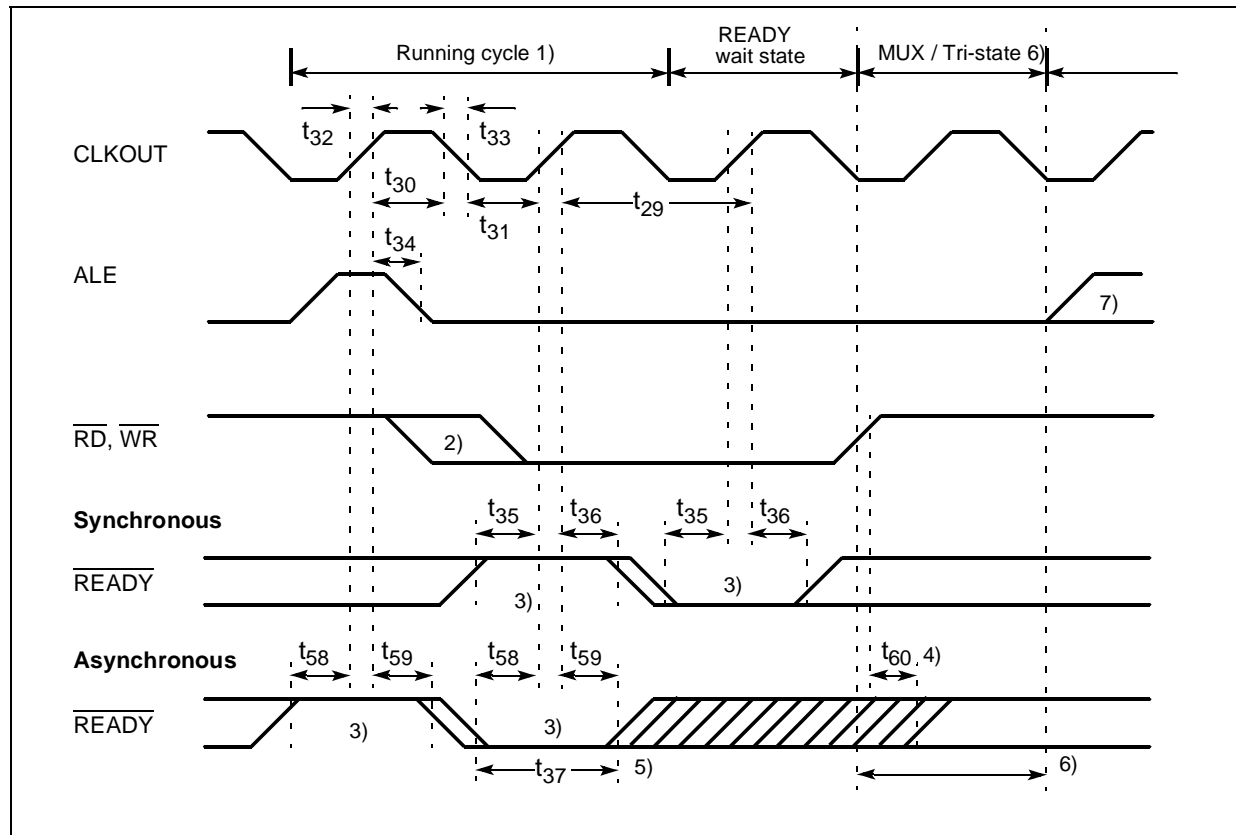 READY
Running cycle 1) wait state MUX / Tri-state 6)
t32 t33
CLKOUT
t30
t31 t29
t34
ALE
7)
RD, WR 2)
Synchronous t35 t36 t35 t36
READY 3) 3)
Asynchronous t58 t59 t58 t59 t60 4)
READY 3) 3)
t37 5) 6)